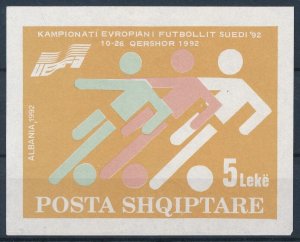 KAMPIONATI EVROPIAN I FUTBOLLIT SUEDI '92
10-26 QERSHOR 1992
ALBANIA, 1992
5 Lekë
POSTA SHQIPTARE